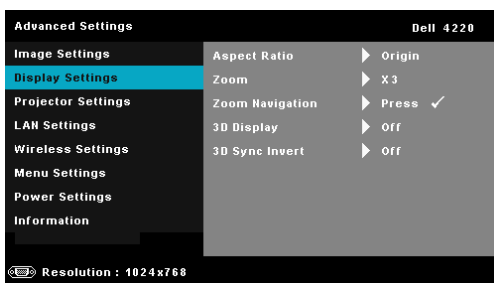 Advanced Settings Dell 4220
Image Settings Aspect Ratio Origin
Display Settings Zoom X3
Projector Settings Zoom Navigation Press ✓
LAN Settings 3D Display Off
Wireless Settings 3D Sync Invert Off
Menu Settings
Power Settings
Information
Resolution : 1024x768